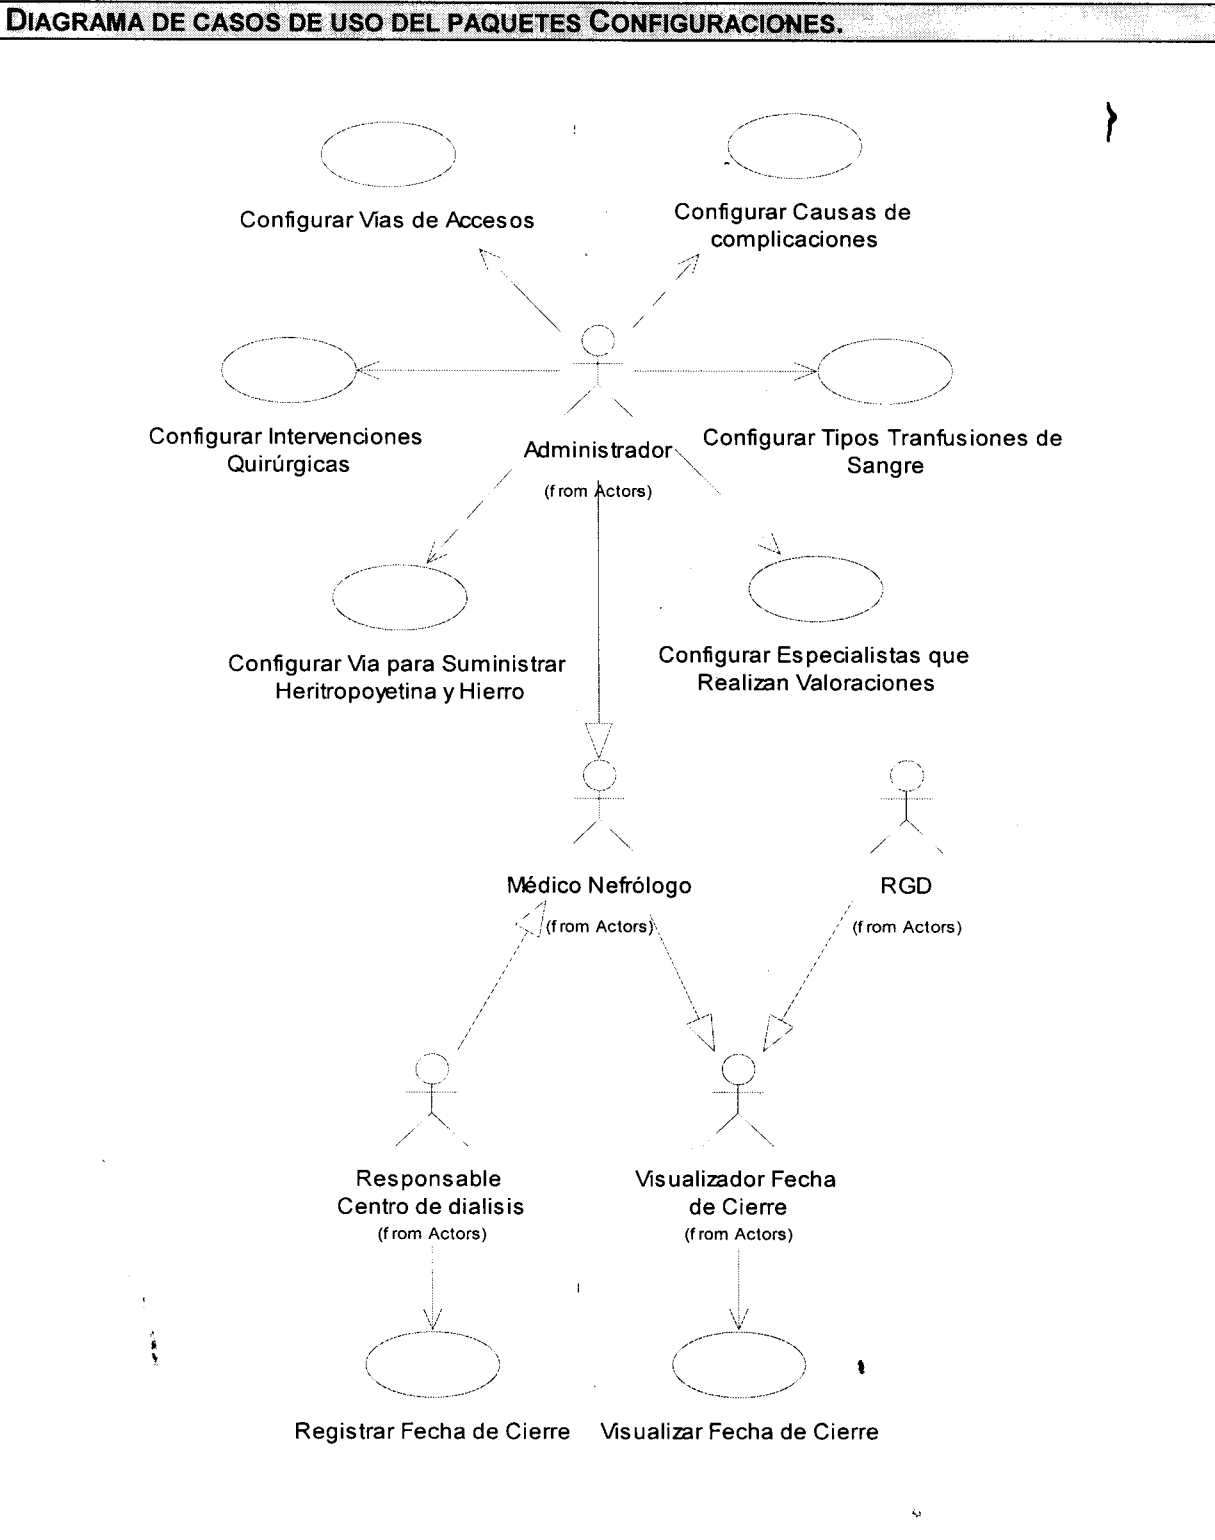 DIAGRAMA DE CASOS DE USO DEL PAQUETES CONFIGURACIONES.
Configurar Vias de Accesos
Configurar Causas de
complicaciones
Configurar Intervenciones
Quirúrgicas
Administrador
(from Actors)
Configurar Tipos Tranfusiones de
Sangre
Configurar Via para Suministrar
Heritropoyetina y Hierro
Configurar Especialistas que
Realizan Valoraciones
Médico Nefrólogo
(from Actors)
RGD
(from Actors)
Responsable
Centro de dialisis
(from Actors)
Visualizador Fecha
de Cierre
(from Actors)
Registrar Fecha de Cierre
Visualizar Fecha de Cierre